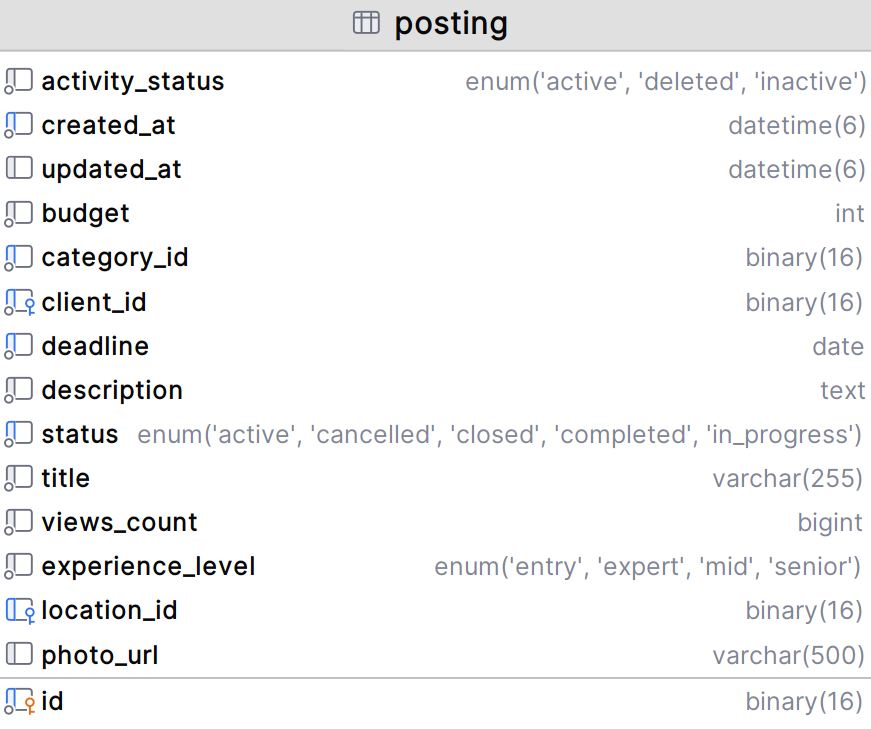 posting
activity_status enum('active', 'deleted', 'inactive')
created_at datetime(6)
updated_at datetime(6)
budget int
category_id binary(16)
client_id binary(16)
deadline date
description text
status enum('active', 'cancelled', 'closed', 'completed', 'in_progress')
title varchar(255)
views_count bigint
experience_level enum('entry', 'expert', 'mid', 'senior')
location_id binary(16)
photo_url varchar(500)
id binary(16)